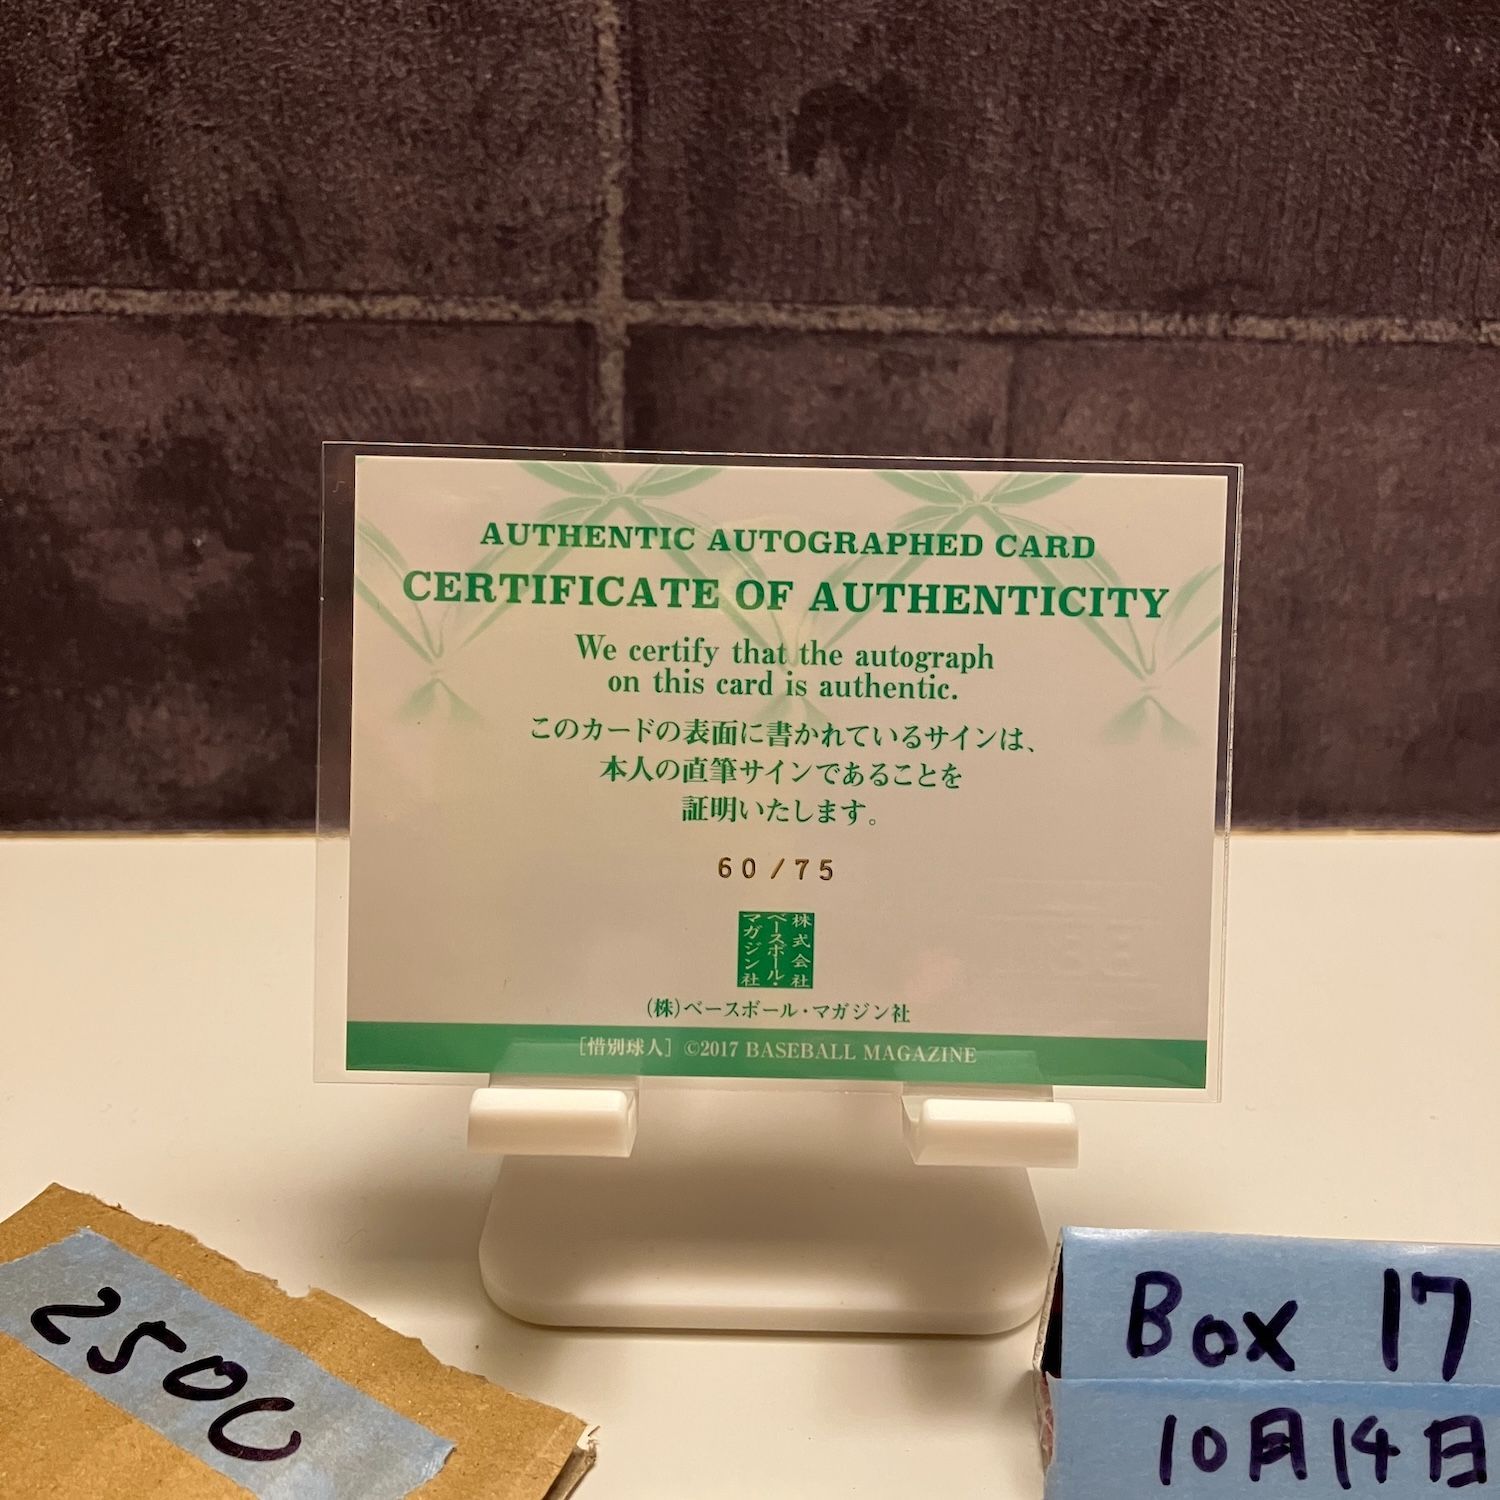 AUTHENTIC AUTOGRAPHED CARD
CERTIFICATE OF AUTHENTICITY
We certify that the autograph
on this card is authentic.
このカードの表面に書かれているサインは、
本人の直筆サインであることを
証明いたします。
60/75
株式会社
ベースボール・
マガジン社
(株)ベースボール・マガジン社
[惜別球人] ©2017 BASEBALL MAGAZINE
250C
Box 17
10月14日